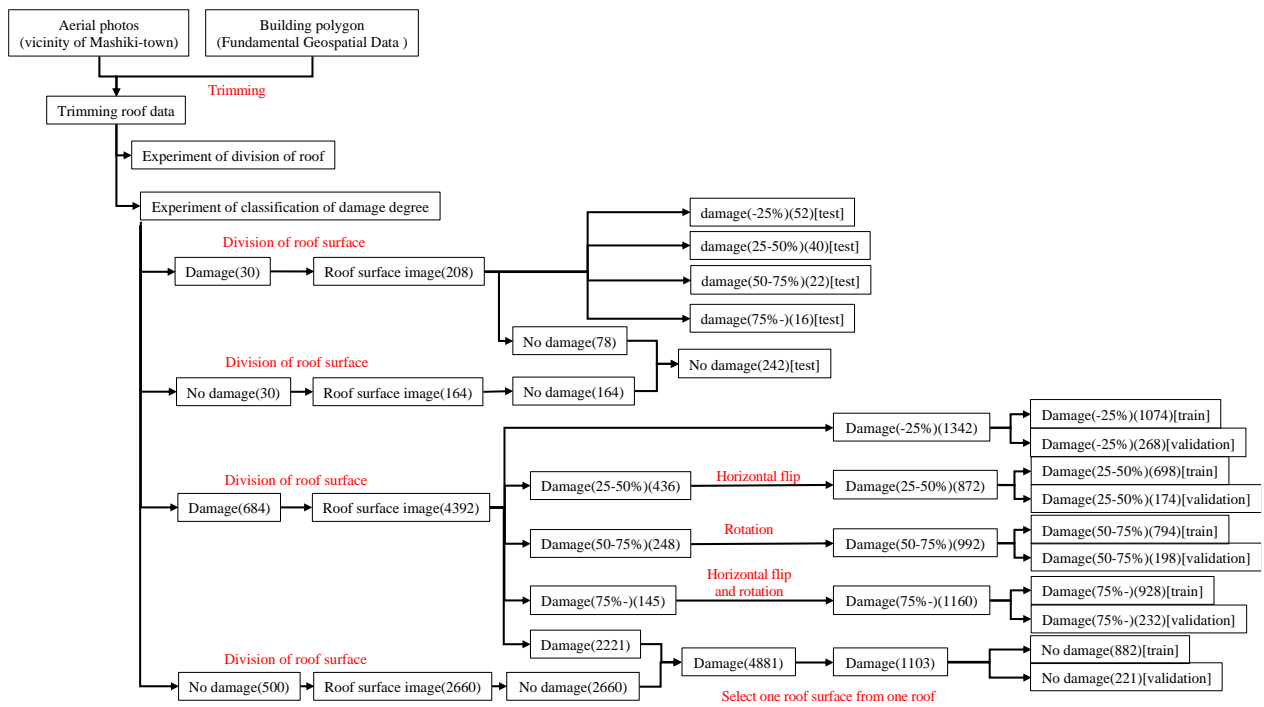 Aerial photos
(vicinity of Mashiki-town)
Building polygon
(Fundamental Geospatial Data )
Trimming
Trimming roof data
Experiment of division of roof
Experiment of classification of damage degree
Division of roof surface
Damage(30)
Roof surface image(208)
damage(-25%)(52)[test]
damage(25-50%)(40)[test]
damage(50-75%)(22)[test]
damage(75%-)(16)[test]
No damage(78)
No damage(242)[test]
Division of roof surface
No damage(30)
Roof surface image(164)
No damage(164)
Division of roof surface
Damage(684)
Roof surface image(4392)
Damage(-25%)(1342)
Damage(-25%)(1074)[train]
Damage(-25%)(268)[validation]
Damage(25-50%)(436)
Horizontal flip
Damage(25-50%)(872)
Damage(25-50%)(698)[train]
Damage(25-50%)(174)[validation]
Damage(50-75%)(248)
Rotation
Damage(50-75%)(992)
Damage(50-75%)(794)[train]
Damage(50-75%)(198)[validation]
Damage(75%-)(145)
Horizontal flip
and rotation
Damage(75%-)(1160)
Damage(75%-)(928)[train]
Damage(75%-)(232)[validation]
Damage(2221)
Division of roof surface
No damage(500)
Roof surface image(2660)
No damage(2660)
Damage(4881)
Damage(1103)
Select one roof surface from one roof
No damage(882)[train]
No damage(221)[validation]